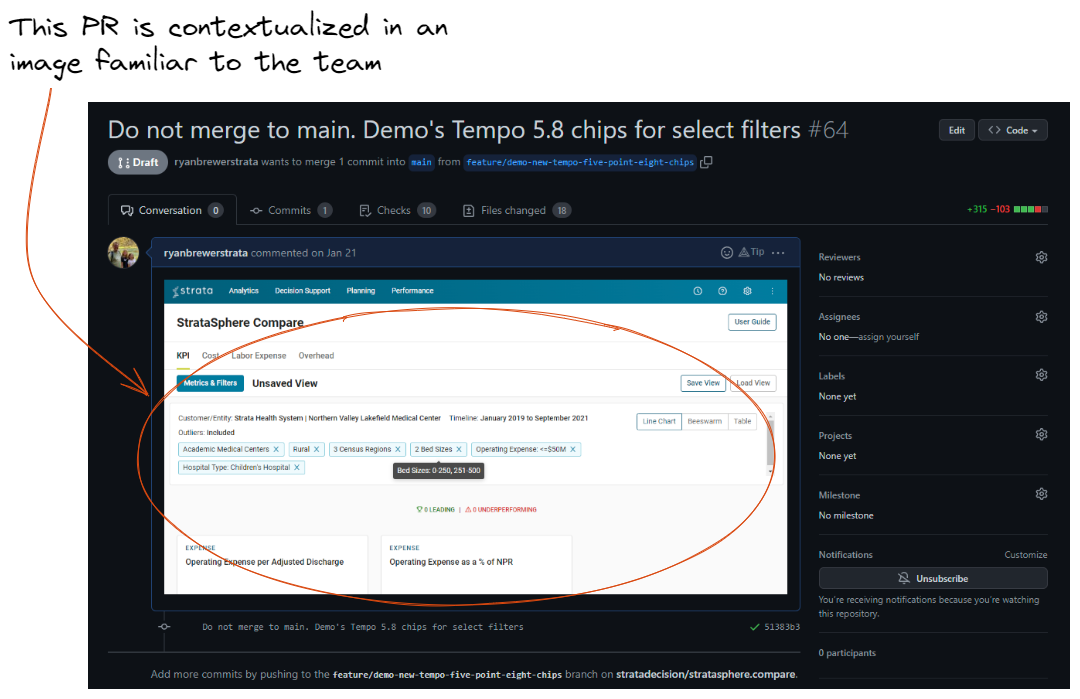 This PR is contextualized in an
image familiar to the team
Do not merge to main. Demo's Tempo 5.8 chips for select filters #64
Edit
<> Code
Draft
ryanbrewerstrata wants to merge 1 commit into main from feature/demo-new-tempo-five-point-eight-chips
Conversation 0
Commits 1
Checks 10
Files changed 18
+315 −103
ryanbrewerstrata commented on Jan 21
Tip ...
strata
Analytics
Decision Support
Planning
Performance
StrataSphere Compare
User Guide
KPI
Cost
Labor Expense
Overhead
Metrics & Filters
Unsaved View
Save View
Load View
Customer/Entity: Strata Health System | Northern Valley Lakefield Medical Center Timeline: January 2019 to September 2021
Outliers: Included
Line Chart
Beeswarm
Table
Academic Medical Centers X
Rural X
3 Census Regions X
2 Bed Sizes X
Operating Expense: <=$50M X
Hospital Type: Children's Hospital X
Bed Sizes: 0-250, 251-500
0 LEADING | 0 UNDERPERFORMING
EXPENSE
Operating Expense per Adjusted Discharge
EXPENSE
Operating Expense as a % of NPR
Do not merge to main. Demo's Tempo 5.8 chips for select filters
51383b3
Add more commits by pushing to the feature/demo-new-tempo-five-point-eight-chips branch on stratadecision/stratasphere.compare.
Reviewers
No reviews
Assignees
No one—assign yourself
Labels
None yet
Projects
None yet
Milestone
No milestone
Notifications
Customize
Unsubscribe
You're receiving notifications because you're watching
this repository.
0 participants